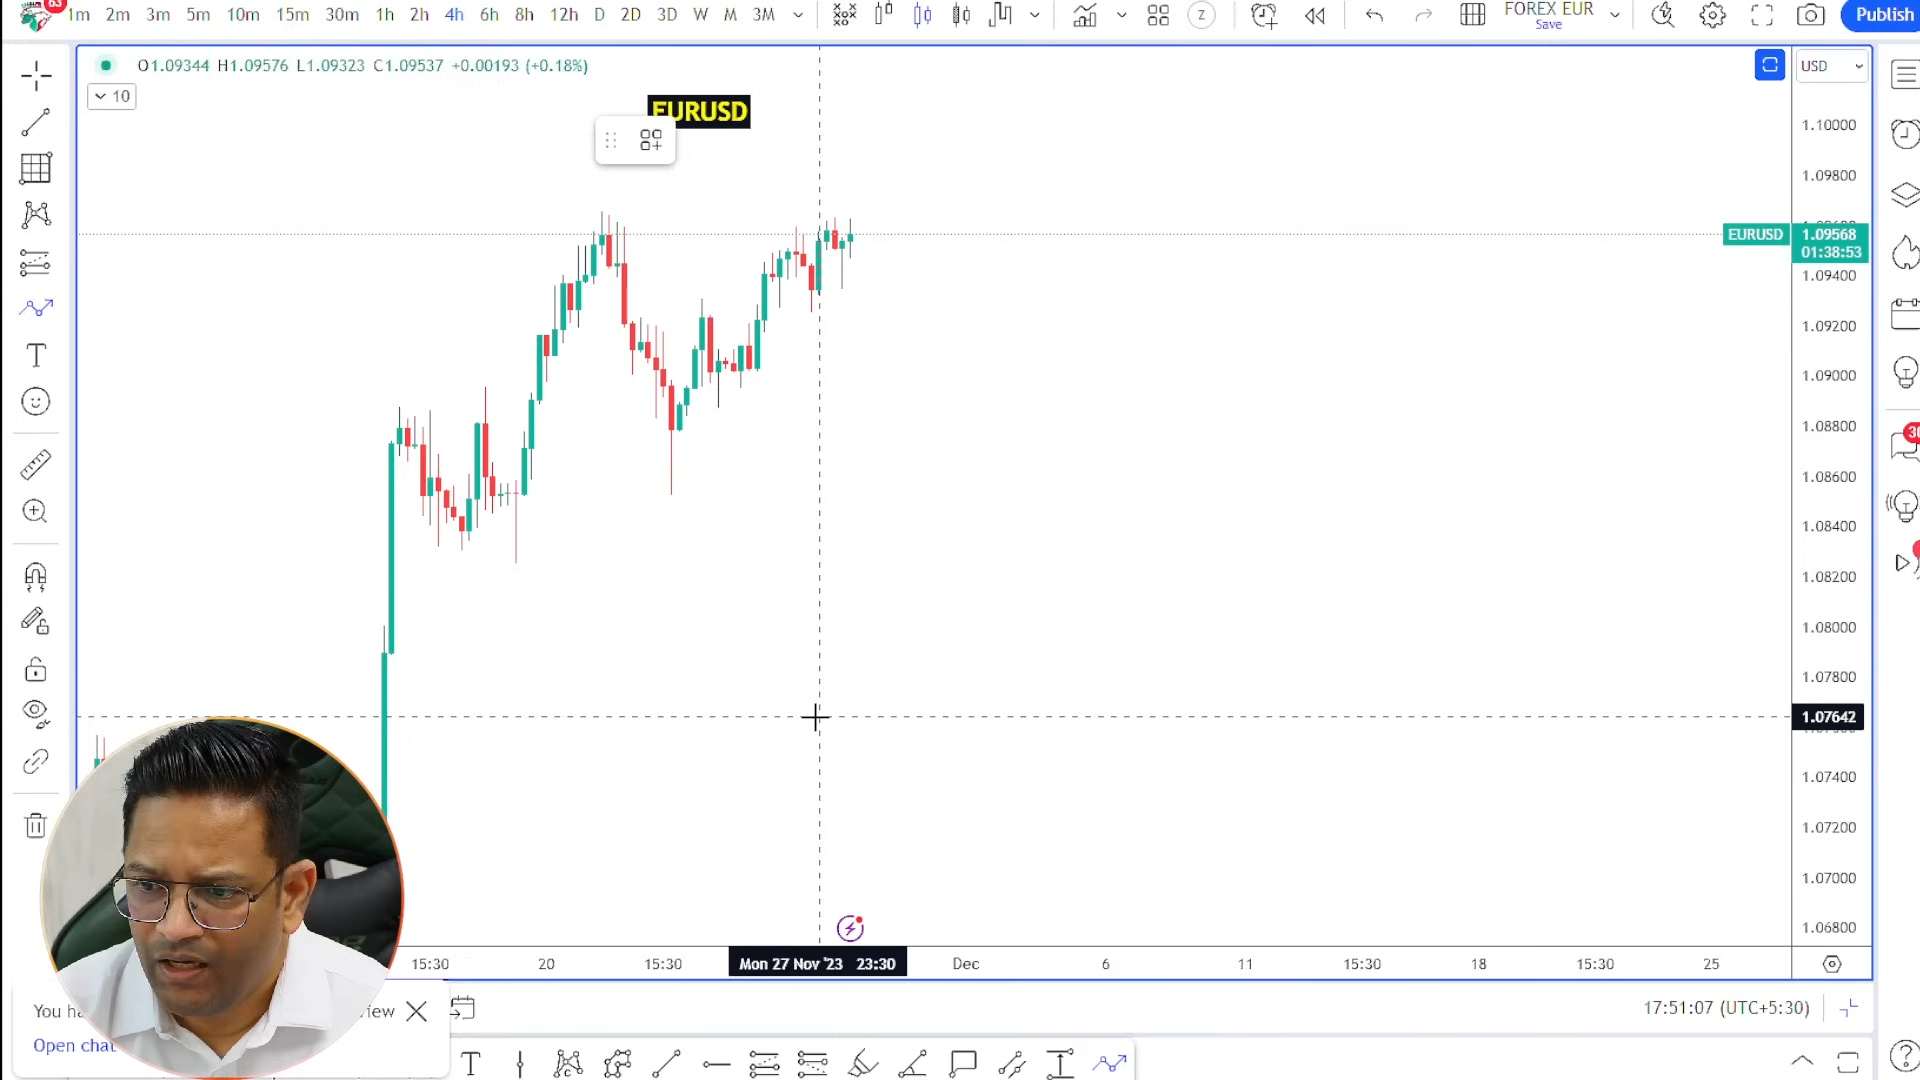 63
1m 2m 3m 5m 10m 15m 30m 1h 2h 4h 6h 8h 12h D 2D 3D W M 3M
Z
FOREX EUR
Save
Publish
O1.09344 H1.09576 L1.09323 C1.09537 +0.00193 (+0.18%)
10
EURUSD
USD
1.10000
1.09800
EURUSD 1.09568
01:38:53
1.09400
1.09200
1.09000
1.08800
1.08600
1.08400
1.08200
1.08000
1.07800
1.07642
1.07400
1.07200
1.07000
1.06800
30
15:30 20 15:30 Mon 27 Nov '23 23:30 Dec 6 11 15:30 18 15:30 25
You
Open chat
17:51:07 (UTC+5:30)
T